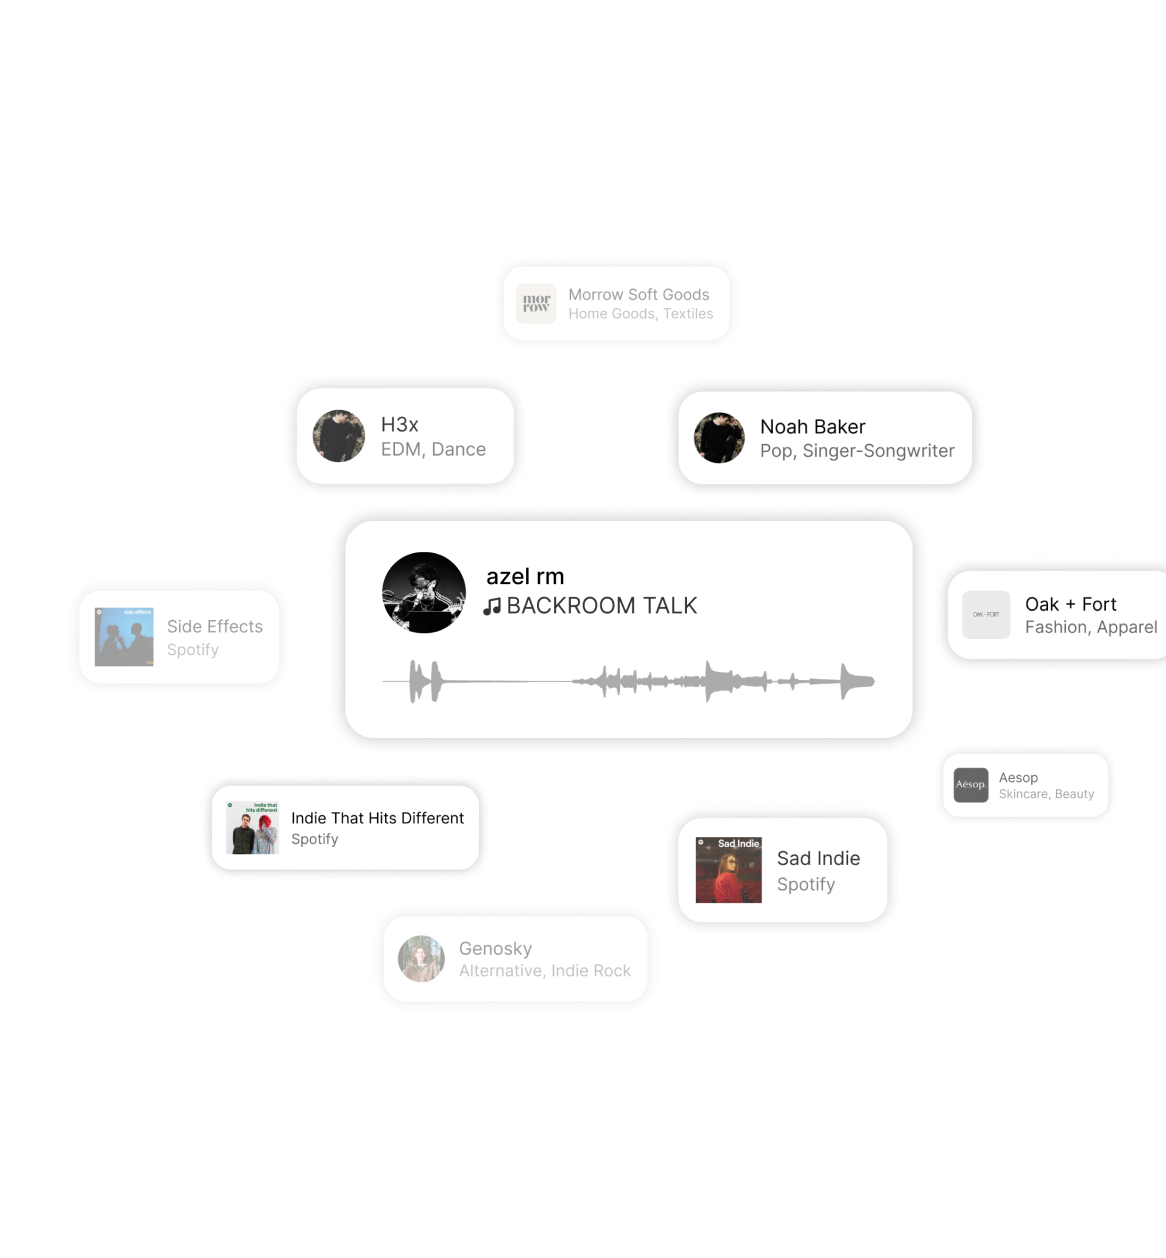 mor
row
Morrow Soft Goods
Home Goods, Textiles
H3x
EDM, Dance
Noah Baker
Pop, Singer-Songwriter
azel rm
BACKROOM TALK
side effects
Side Effects
Spotify
OAK + FORT
Oak + Fort
Fashion, Apparel
Aēsop.
Aesop
Skincare, Beauty
Indie that
hits different
Indie That Hits Different
Spotify
Sad Indie
Sad Indie
Spotify
Genosky
Alternative, Indie Rock